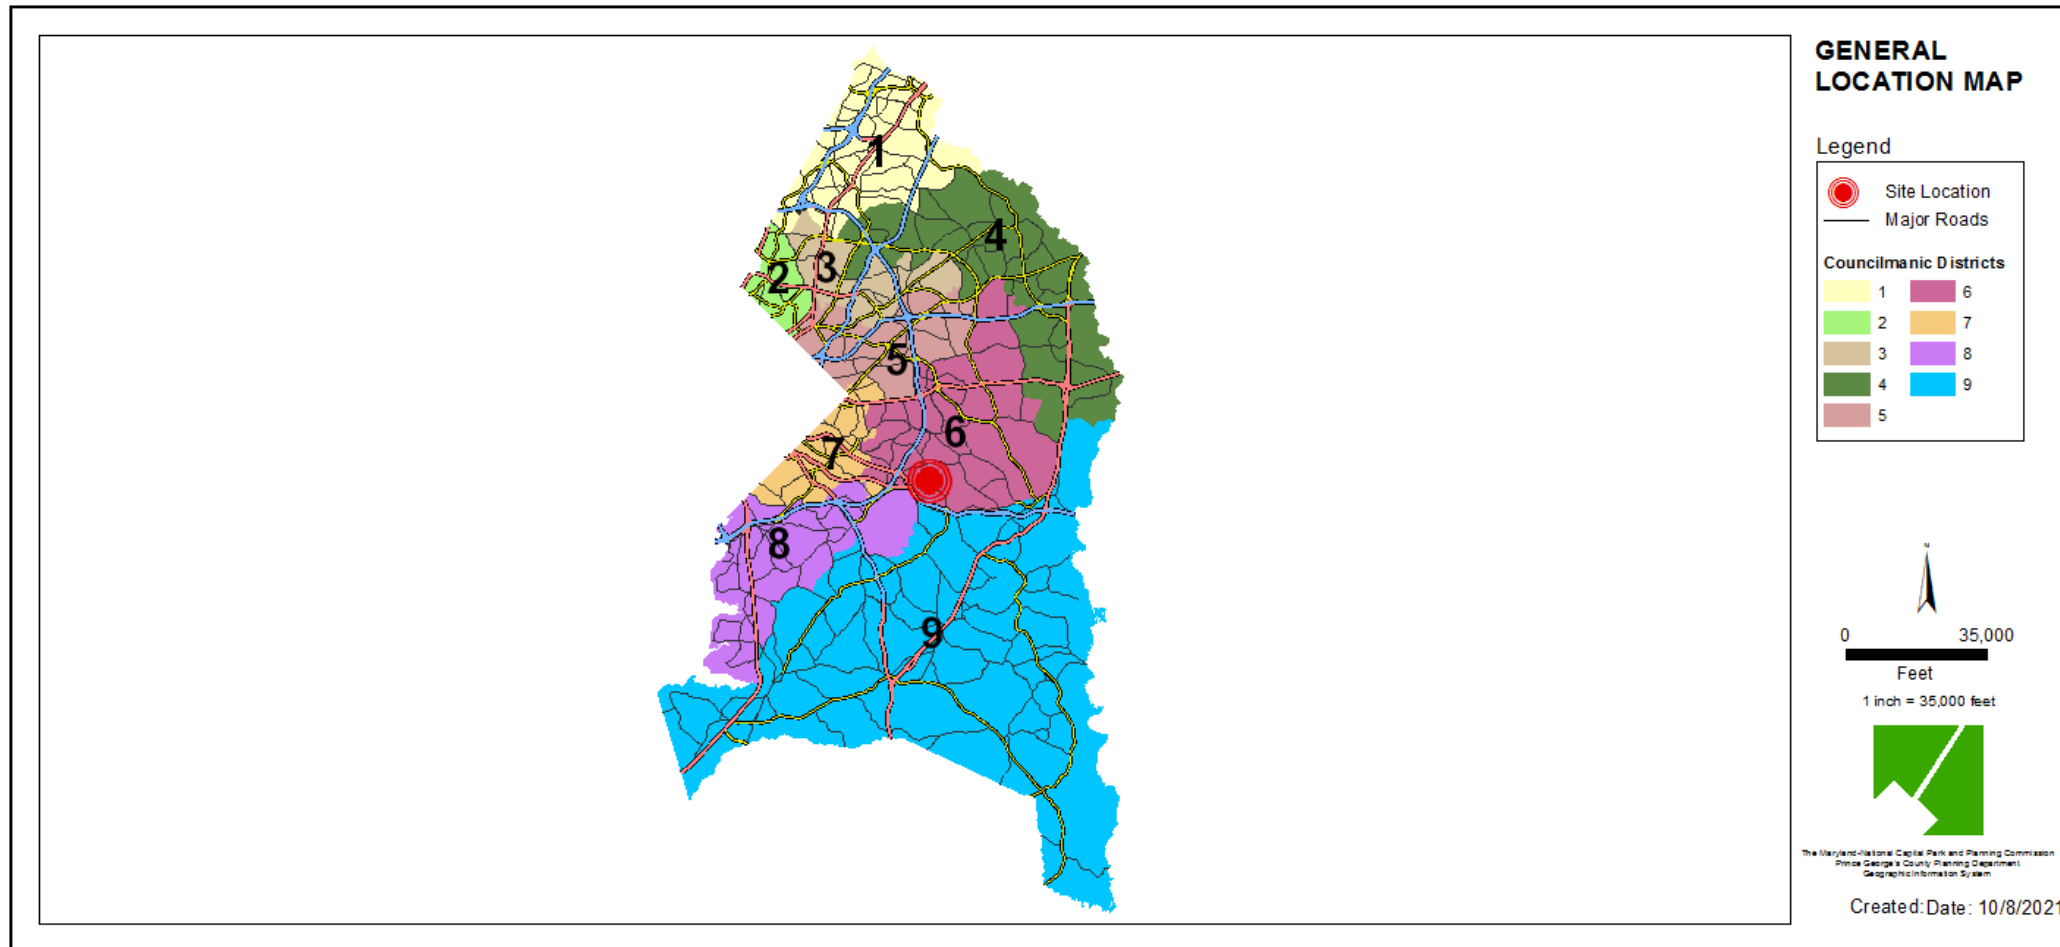 GENERAL
LOCATION MAP
Legend
Site Location
Major Roads
Councilmanic Districts
1 6
2 7
3 8
4 9
5
1
4
2
3
5
6
7
8
9
N
0 35,000
Feet
1 inch = 35,000 feet
The Maryland-National Capital Park and Planning Commission
Prince George's County Planning Department
Geographic Information System
Created: Date: 10/8/2021